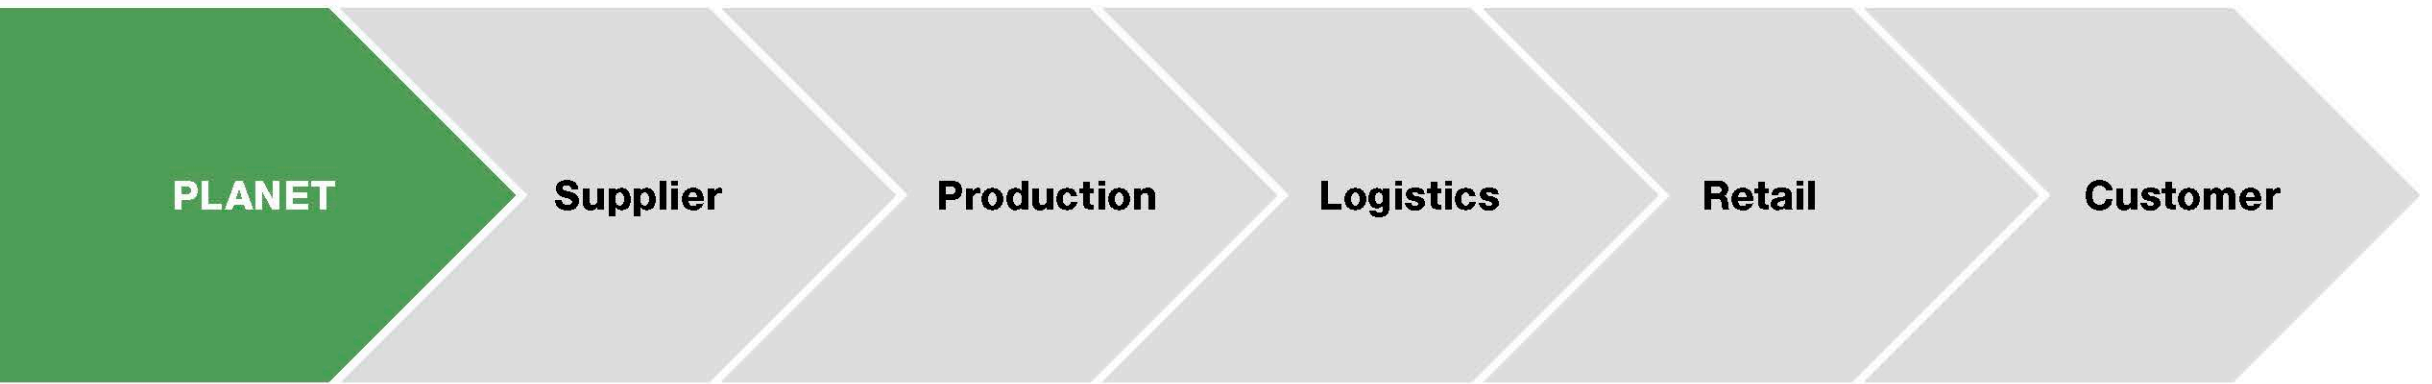 PLANET
Supplier
Production
Logistics
Retail
Customer